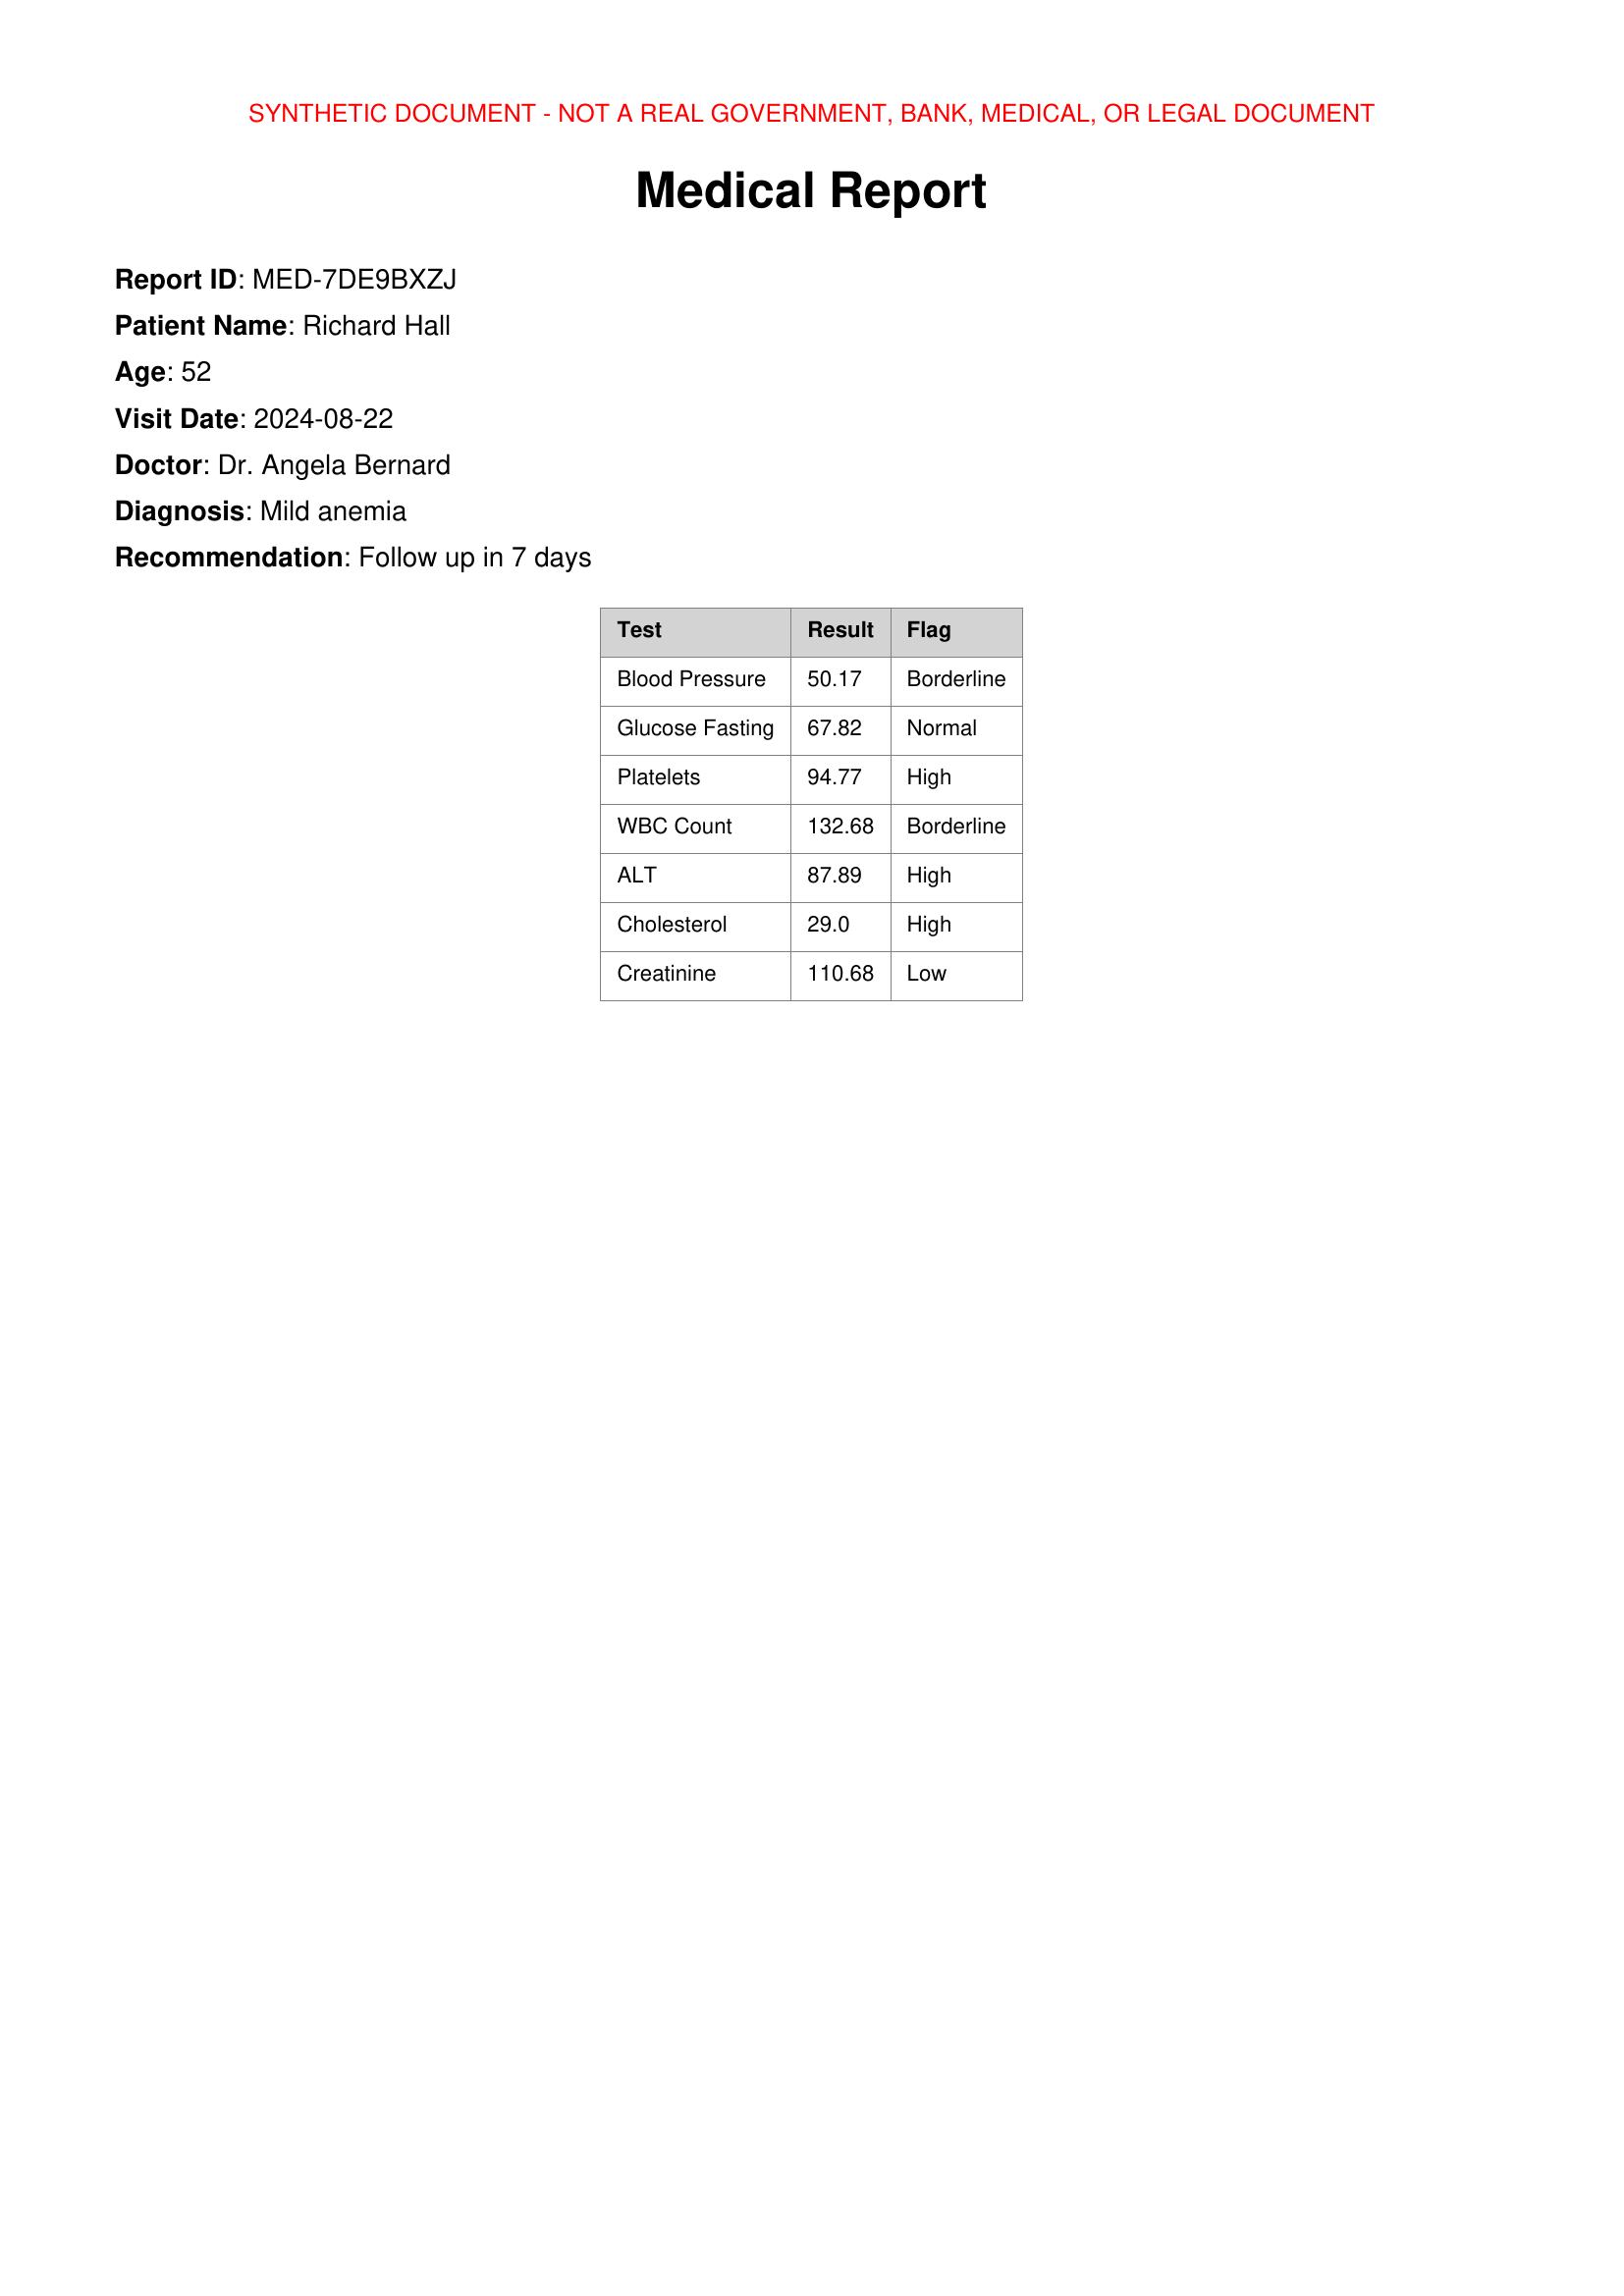 SYNTHETIC DOCUMENT - NOT A REAL GOVERNMENT, BANK, MEDICAL, OR LEGAL DOCUMENT
Medical Report
Report ID: MED-7DE9BXZJ
Patient Name: Richard Hall
Age: 52
Visit Date: 2024-08-22
Doctor: Dr. Angela Bernard
Diagnosis: Mild anemia
Recommendation: Follow up in 7 days
Test Result Flag
Blood Pressure 50.17 Borderline
Glucose Fasting 67.82 Normal
Platelets 94.77 High
WBC Count 132.68 Borderline
ALT 87.89 High
Cholesterol 29.0 High
Creatinine 110.68 Low